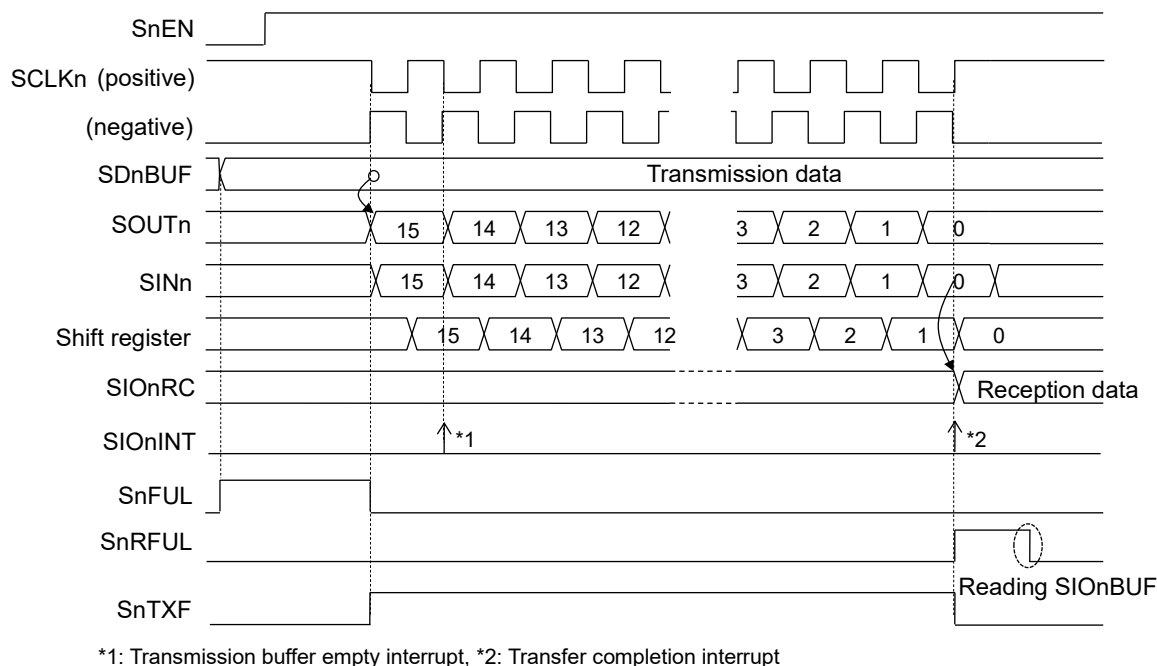 SnEN
SCLKn (positive)
(negative)
SDnBUF Transmission data
SOUTn 15 14 13 12 3 2 1 0
SINn 15 14 13 12 3 2 1 0
Shift register 15 14 13 12 3 2 1 0
SIOnRC Reception data
SIOnINT *1 *2
SnFUL
SnRFUL
Reading SIOnBUF
SnTXF
*1: Transmission buffer empty interrupt, *2: Transfer completion interrupt